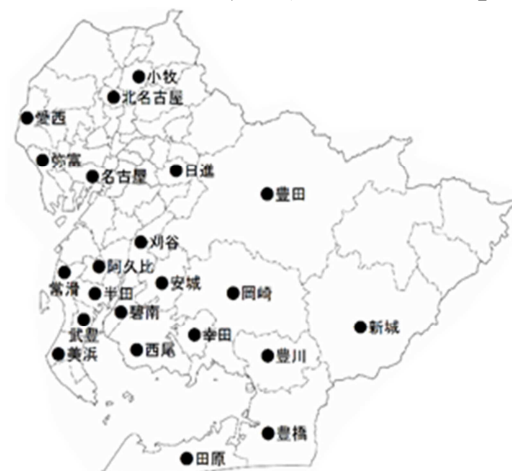 小牧
北名古屋
愛西
弥富
日進
名古屋
豊田
刈谷
阿久比
常滑
安城
半田
岡崎
碧南
武豊
新城
幸田
西尾
美浜
豊川
豊橋
田原